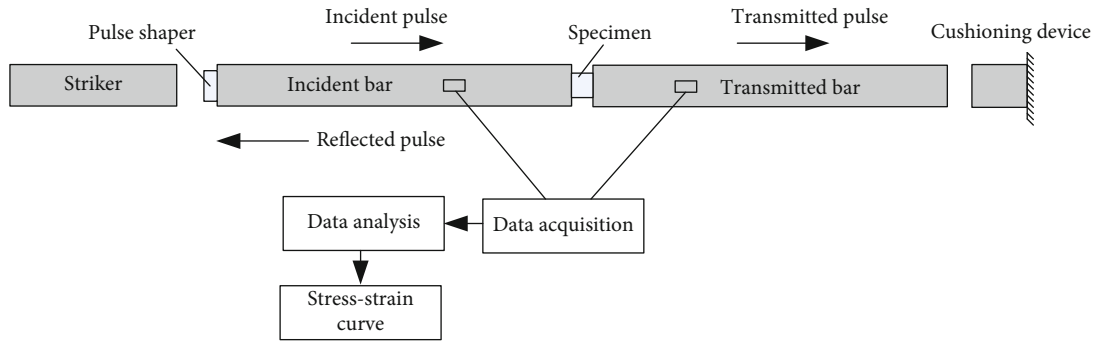 Incident pulse
Transmitted pulse
Pulse shaper
Specimen
Cushioning device
Striker
Incident bar
Transmitted bar
Reflected pulse
Data analysis
Data acquisition
Stress-strain
curve